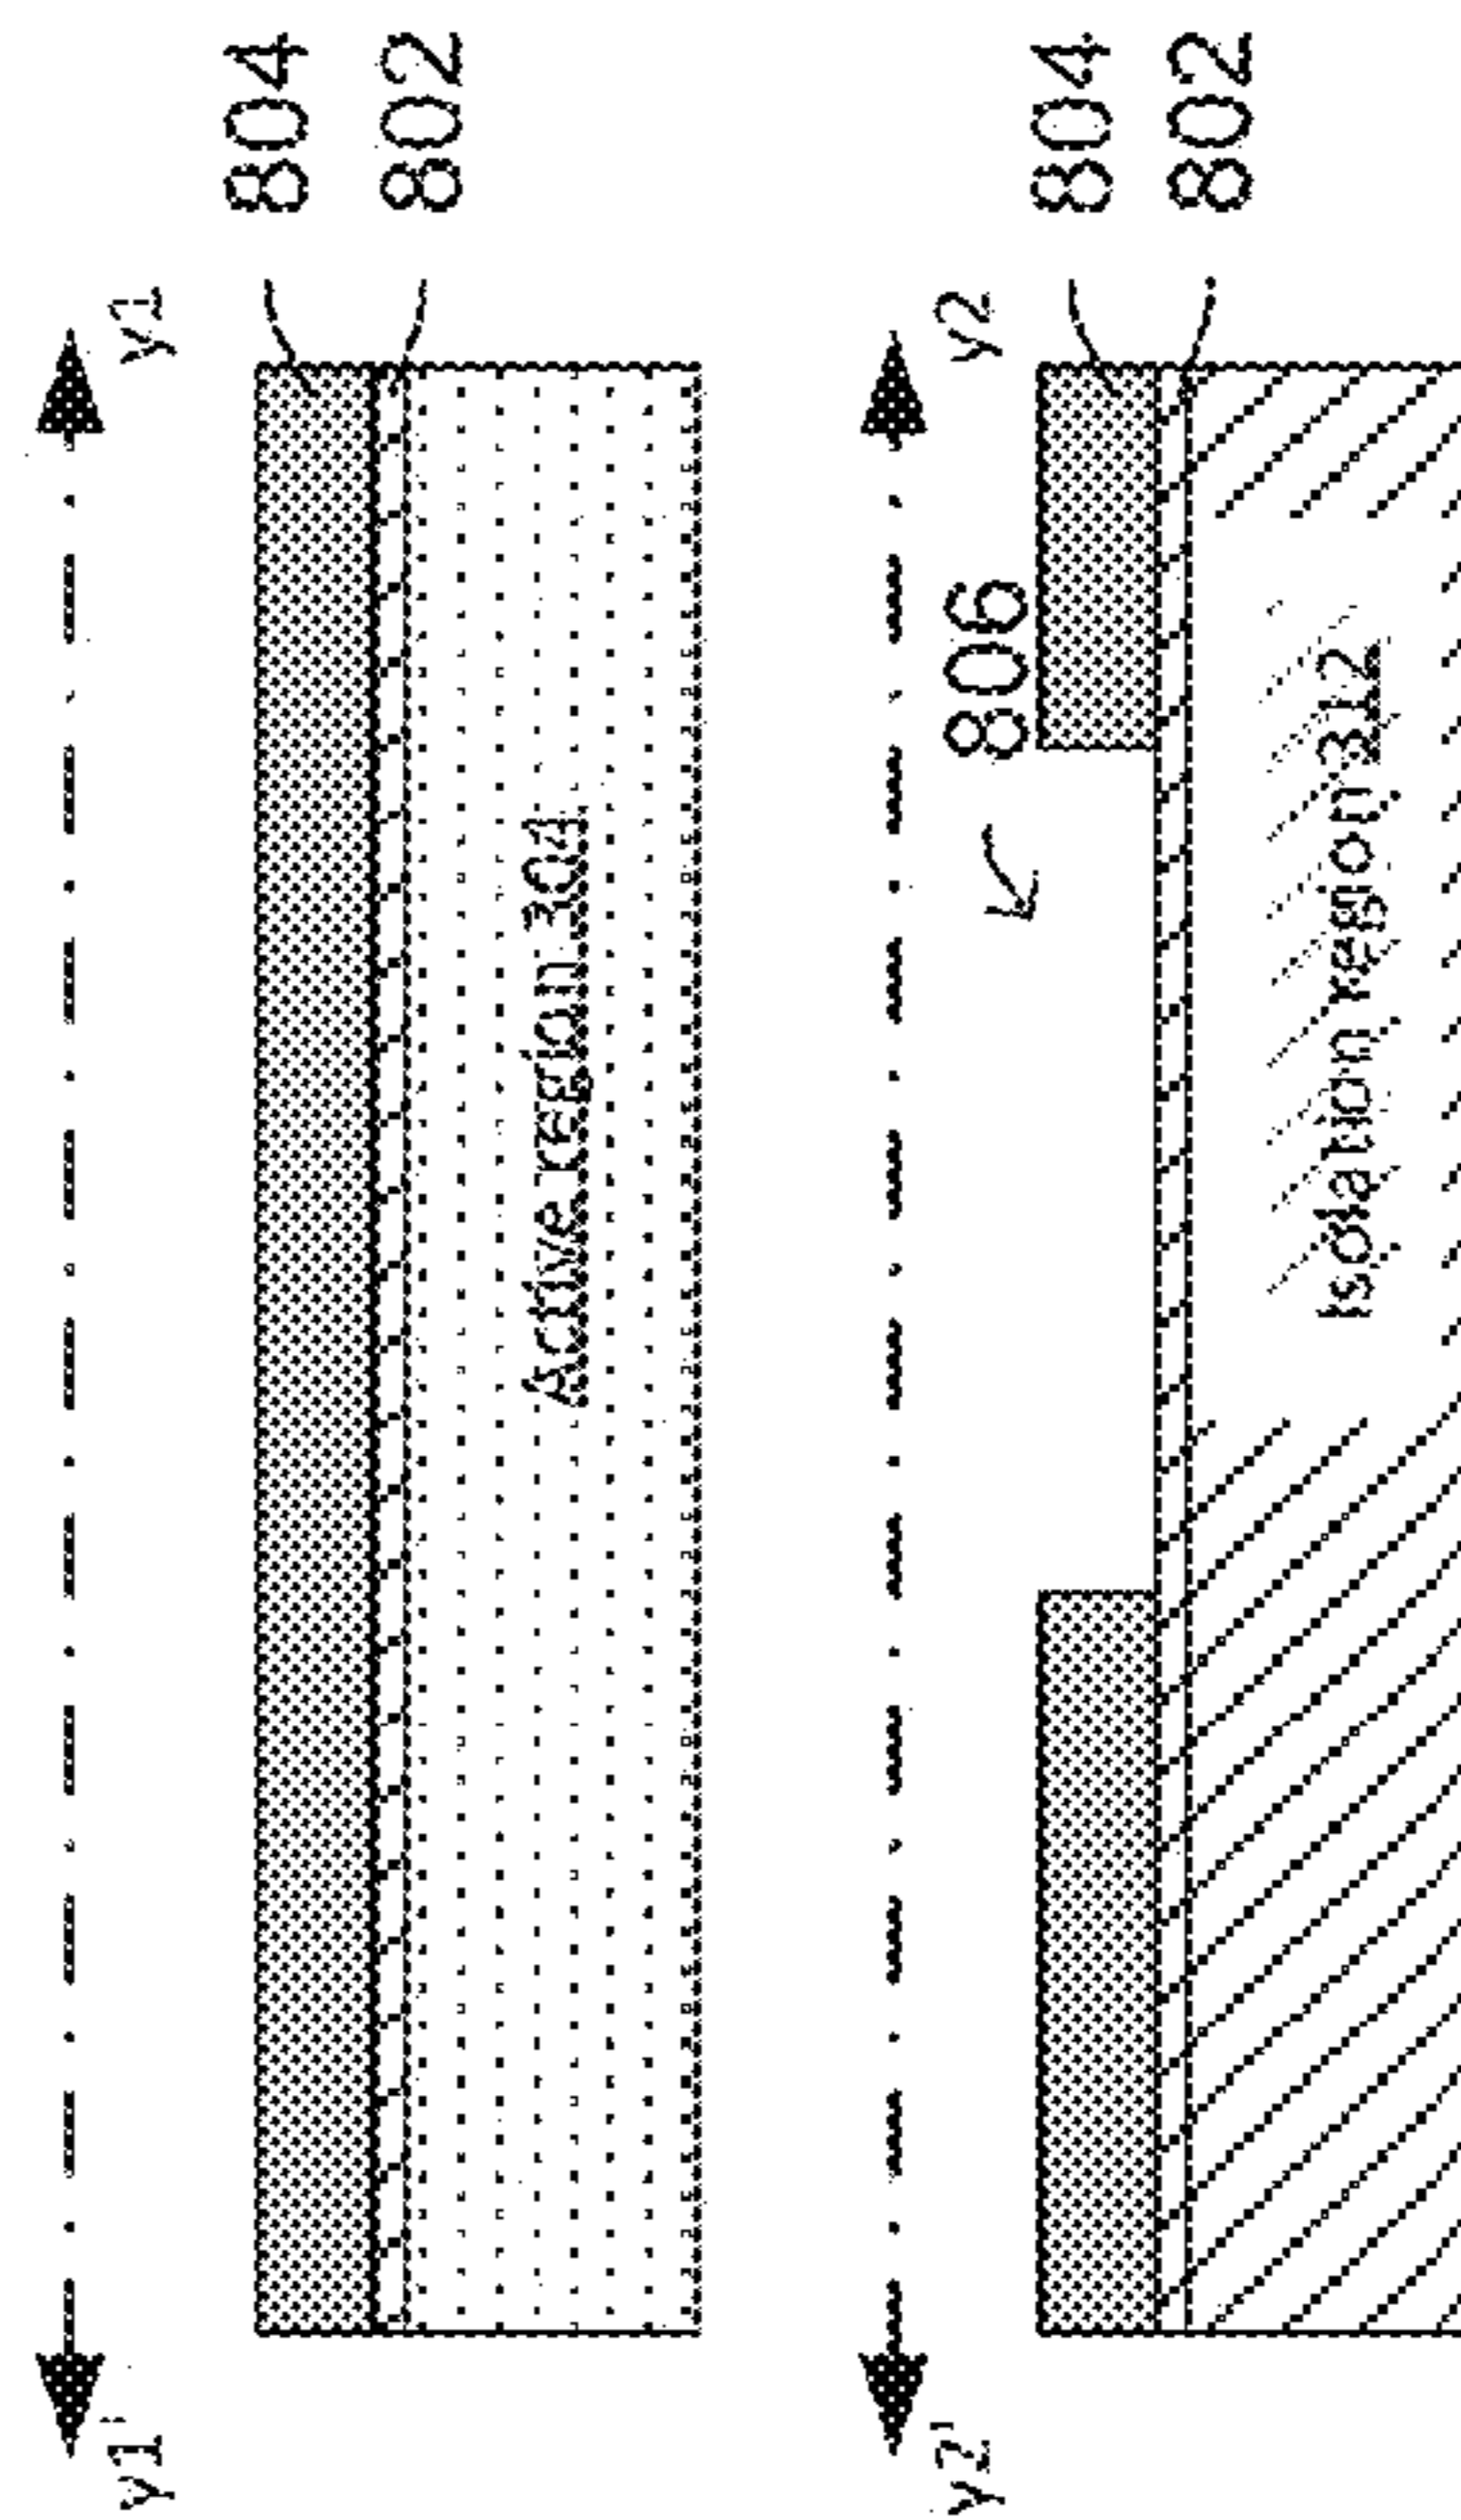 y1'
y1
804
802
Active region 304
y2'
y2
806
804
802
Isolation region 312